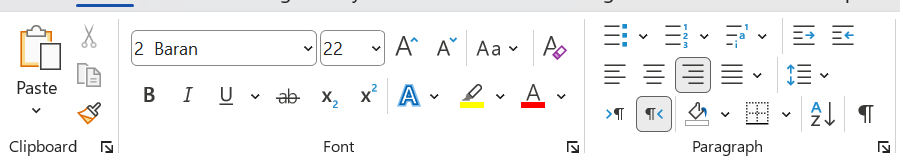 2 Baran
22
Aa
Paste
B I U ab x₂ x² A A
Clipboard
Font
Paragraph